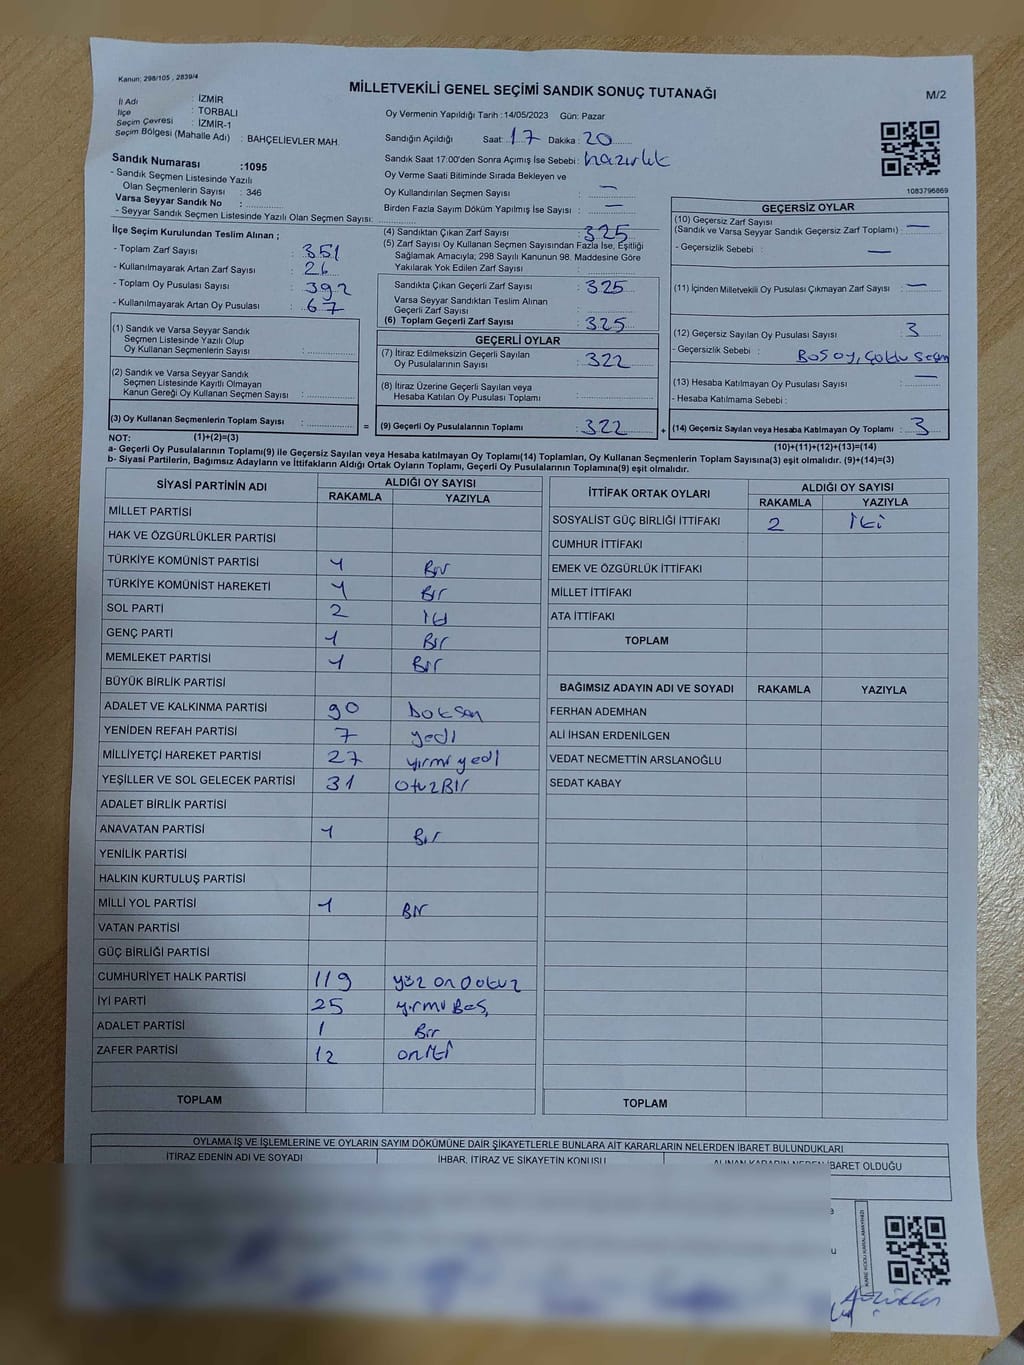 Kanun: 298/105 , 2839/4
MİLLETVEKİLİ GENEL SEÇİMİ SANDIK SONUÇ TUTANAĞI
M/2
İl Adı : İZMİR
İlçe : TORBALI
Seçim Çevresi : İZMİR-1
Seçim Bölgesi (Mahalle Adı) : BAHÇELİEVLER MAH.
Sandık Numarası :1095
- Sandık Seçmen Listesinde Yazılı
Olan Seçmenlerin Sayısı : 346
Varsa Seyyar Sandık No :
- Seyyar Sandık Seçmen Listesinde Yazılı Olan Seçmen Sayısı:
İlçe Seçim Kurulundan Teslim Alınan ;
- Toplam Zarf Sayısı : 351
- Kullanılmayarak Artan Zarf Sayısı : 26
- Toplam Oy Pusulası Sayısı : 392
- Kullanılmayarak Artan Oy Pusulası : 67
(1) Sandık ve Varsa Seyyar Sandık
Seçmen Listesinde Yazılı Olup
Oy Kullanan Seçmenlerin Sayısı :
(2) Sandık ve Varsa Seyyar Sandık
Seçmen Listesinde Kayıtlı Olmayan
Kanun Gereği Oy Kullanan Seçmen Sayısı :
(3) Oy Kullanan Seçmenlerin Toplam Sayısı :
Oy Vermenin Yapıldığı Tarih :14/05/2023 Gün: Pazar
Sandığın Açıldığı Saat: 17 Dakika : 20
Sandık Saat 17:00'den Sonra Açımış İse Sebebi : hazırlık
Oy Verme Saati Bitiminde Sırada Bekleyen ve
Oy Kullandırılan Seçmen Sayısı : —
Birden Fazla Sayım Döküm Yapılmış İse Sayısı : —
(4) Sandıktan Çıkan Zarf Sayısı : 325
(5) Zarf Sayısı Oy Kullanan Seçmen Sayısından Fazla İse, Eşitliği
Sağlamak Amacıyla; 298 Sayılı Kanunun 98. Maddesine Göre
Yakılarak Yok Edilen Zarf Sayısı :
Sandıkta Çıkan Geçerli Zarf Sayısı : 325
Varsa Seyyar Sandıktan Teslim Alınan
Geçerli Zarf Sayısı :
(6) Toplam Geçerli Zarf Sayısı : 325
GEÇERLİ OYLAR
(7) İtiraz Edilmeksizin Geçerli Sayılan
Oy Pusulalarının Sayısı : 322
(8) İtiraz Üzerine Geçerli Sayılan veya
Hesaba Katılan Oy Pusulası Toplamı :
= (9) Geçerli Oy Pusulalarının Toplamı : 322
1083796869
GEÇERSİZ OYLAR
(10) Geçersiz Zarf Sayısı
(Sandık ve Varsa Seyyar Sandık Geçersiz Zarf Toplamı) : —
- Geçersizlik Sebebi : —
(11) İçinden Milletvekili Oy Pusulası Çıkmayan Zarf Sayısı : —
(12) Geçersiz Sayılan Oy Pusulası Sayısı : 3
- Geçersizlik Sebebi : Boş oy, çoklu seçim
(13) Hesaba Katılmayan Oy Pusulası Sayısı : —
- Hesaba Katılmama Sebebi :
+ (14) Geçersiz Sayılan veya Hesaba Katılmayan Oy Toplamı : 3
NOT: (1)+(2)=(3) (10)+(11)+(12)+(13)=(14)
a- Geçerli Oy Pusulalarının Toplamı(9) ile Geçersiz Sayılan veya Hesaba katılmayan Oy Toplamı(14) Toplamları, Oy Kullanan Seçmenlerin Toplam Sayısına(3) eşit olmalıdır. (9)+(14)=(3)
b- Siyasi Partilerin, Bağımsız Adayların ve İttifakların Aldığı Ortak Oyların Toplamı, Geçerli Oy Pusulalarının Toplamına(9) eşit olmalıdır.
SİYASİ PARTİNİN ADI ALDIĞI OY SAYISI
RAKAMLA YAZIYLA
MİLLET PARTİSİ
HAK VE ÖZGÜRLÜKLER PARTİSİ
TÜRKİYE KOMÜNİST PARTİSİ 1 Bir
TÜRKİYE KOMÜNİST HAREKETİ 1 Bir
SOL PARTİ 2 iki
GENÇ PARTİ 1 Bir
MEMLEKET PARTİSİ 1 Bir
BÜYÜK BİRLİK PARTİSİ
ADALET VE KALKINMA PARTİSİ 90 Doksan
YENİDEN REFAH PARTİSİ 7 yedi
MİLLİYETÇİ HAREKET PARTİSİ 27 yirmi yedi
YEŞİLLER VE SOL GELECEK PARTİSİ 31 otuz Bir
ADALET BİRLİK PARTİSİ
ANAVATAN PARTİSİ 1 Bir
YENİLİK PARTİSİ
HALKIN KURTULUŞ PARTİSİ
MİLLİ YOL PARTİSİ 1 Bir
VATAN PARTİSİ
GÜÇ BİRLİĞİ PARTİSİ
CUMHURİYET HALK PARTİSİ 119 yüz on Dokuz
İYİ PARTİ 25 yirmi Beş
ADALET PARTİSİ 1 Bir
ZAFER PARTİSİ 12 on iki
TOPLAM
İTTİFAK ORTAK OYLARI ALDIĞI OY SAYISI
RAKAMLA YAZIYLA
SOSYALİST GÜÇ BİRLİĞİ İTTİFAKI 2 iki
CUMHUR İTTİFAKI
EMEK VE ÖZGÜRLÜK İTTİFAKI
MİLLET İTTİFAKI
ATA İTTİFAKI
TOPLAM
BAĞIMSIZ ADAYIN ADI VE SOYADI RAKAMLA YAZIYLA
FERHAN ADEMHAN
ALİ İHSAN ERDENİLGEN
VEDAT NECMETTİN ARSLANOĞLU
SEDAT KABAY
TOPLAM
OYLAMA İŞ VE İŞLEMLERİNE VE OYLARIN SAYIM DÖKÜMÜNE DAİR ŞİKAYETLERLE BUNLARA AİT KARARLARIN NELERDEN İBARET BULUNDUKLARI
İTİRAZ EDENİN ADI VE SOYADI İHBAR, İTİRAZ VE ŞİKAYETİN KONUSU ALINAN KARARIN NEDEN İBARET OLDUĞU